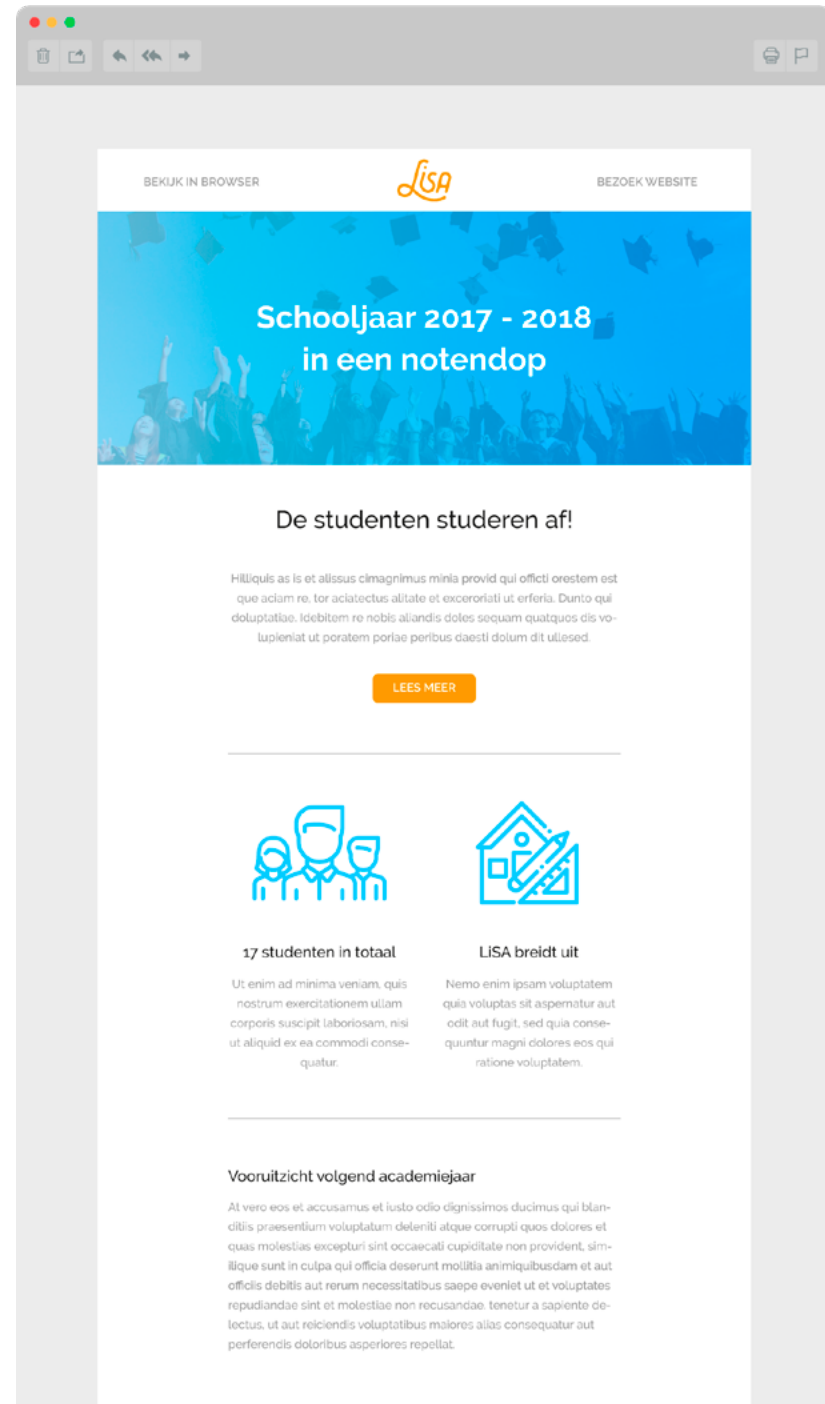 BEKIJK IN BROWSER
LiSA
BEZOEK WEBSITE
Schooljaar 2017 - 2018
in een notendop
De studenten studeren af!
Hilliquis as is et alissus cimagnimus minia provid qui officti orestem est
que aciam re, tor aciatectus alitate et exceroriati ut erferia. Dunto qui
doluptatiae. Idebitem re nobis aliandis doles sequam quatquos dis vo-
lupieniat ut poratem poriae peribus daesti dolum dit ullesed.
LEES MEER
17 studenten in totaal
Ut enim ad minima veniam, quis
nostrum exercitationem ullam
corporis suscipit laboriosam, nisi
ut aliquid ex ea commodi conse-
quatur.
LiSA breidt uit
Nemo enim ipsam voluptatem
quia voluptas sit aspernatur aut
odit aut fugit, sed quia conse-
quuntur magni dolores eos qui
ratione voluptatem.
Vooruitzicht volgend academiejaar
At vero eos et accusamus et iusto odio dignissimos ducimus qui blan-
ditiis praesentium voluptatum deleniti atque corrupti quos dolores et
quas molestias excepturi sint occaecati cupiditate non provident, sim-
ilique sunt in culpa qui officia deserunt mollitia animiquibusdam et aut
officiis debitis aut rerum necessitatibus saepe eveniet ut et voluptates
repudiandae sint et molestiae non recusandae. tenetur a sapiente de-
lectus, ut aut reiciendis voluptatibus maiores alias consequatur aut
perferendis doloribus asperiores repellat.